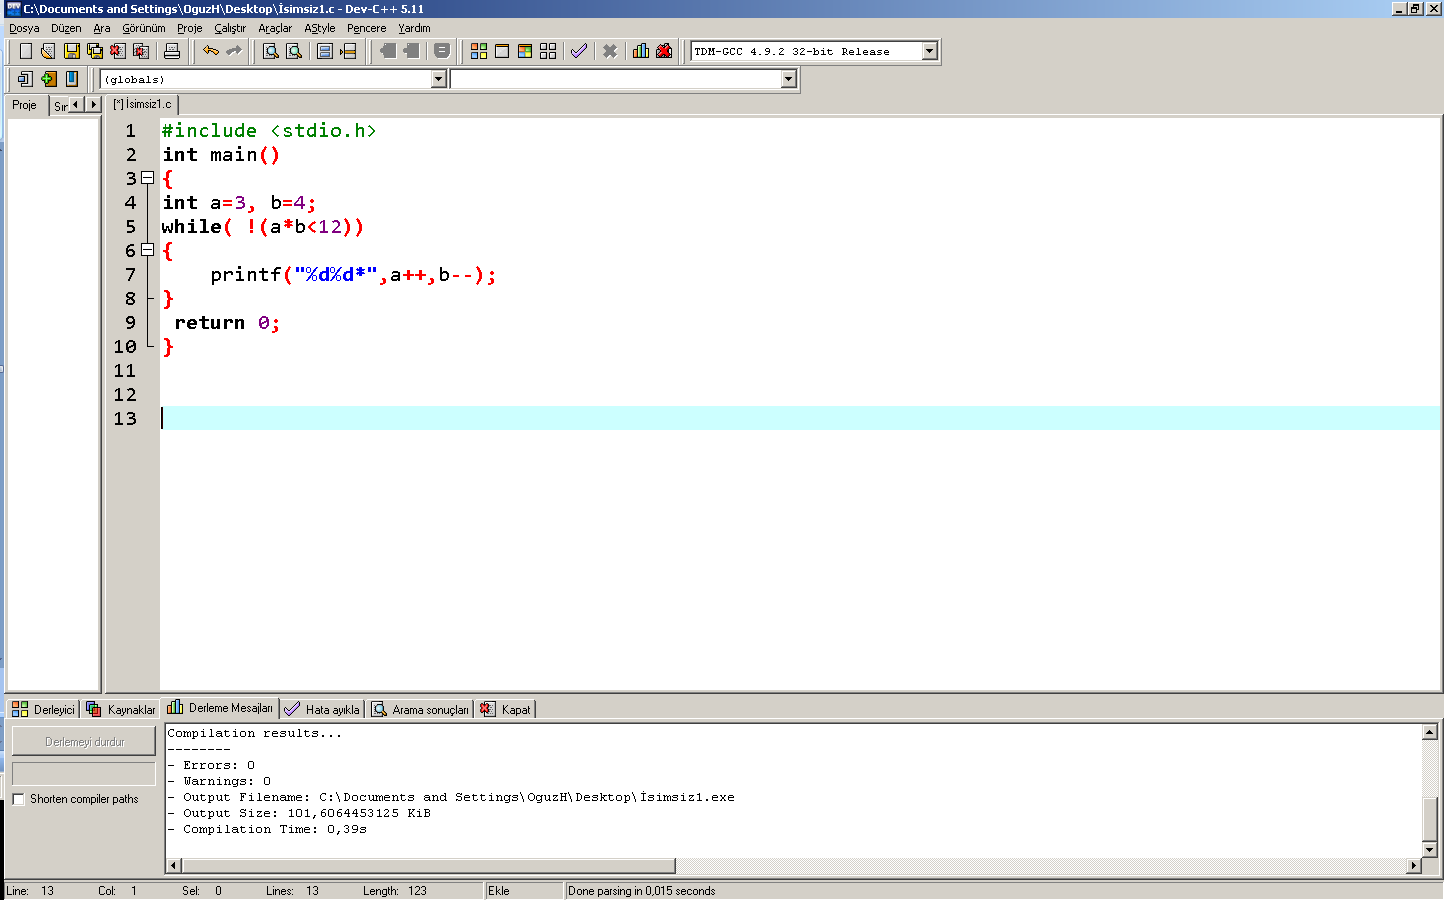 C:\Documents and Settings\OguzH\Desktop\İsimsiz1.c - Dev-C++ 5.11
Dosya Düzen Ara Görünüm Proje Çalıştır Araçlar AStyle Pencere Yardım
TDM-GCC 4.9.2 32-bit Release
(globals)
Proje Sır [*] İsimsiz1.c
1 #include <stdio.h>
2 int main()
3 {
4 int a=3, b=4;
5 while( !(a*b<12))
6 {
7 printf("%d%d*",a++,b--);
8 }
9 return 0;
10 }
11
12
13
Derleyici Kaynaklar Derleme Mesajları Hata ayıkla Arama sonuçları Kapat
Derlemeyi durdur
Shorten compiler paths
Compilation results...
--------
- Errors: 0
- Warnings: 0
- Output Filename: C:\Documents and Settings\OguzH\Desktop\İsimsiz1.exe
- Output Size: 101,6064453125 KiB
- Compilation Time: 0,39s
Line: 13 Col: 1 Sel: 0 Lines: 13 Length: 123 Ekle Done parsing in 0,015 seconds